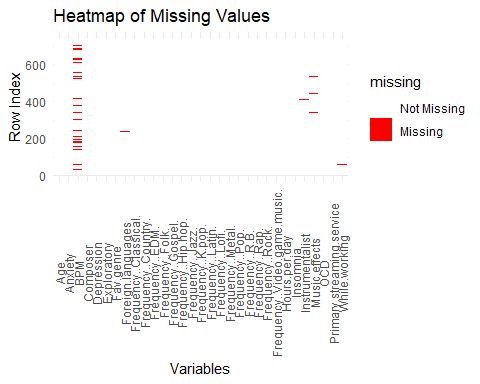 Heatmap of Missing Values
Row Index
600
400
200
0
missing
Not Missing
Missing
Age
Anxiety
BPM
Composer
Depression
Exploratory
Fav.genre
Foreign.languages
Frequency..Classical.
Frequency..Country.
Frequency..EDM.
Frequency..Folk.
Frequency..Gospel.
Frequency..Hip.hop.
Frequency..Jazz.
Frequency..K.pop.
Frequency..Latin.
Frequency..Lofi.
Frequency..Metal.
Frequency..Pop.
Frequency..R.B.
Frequency..Rap.
Frequency..Rock.
Frequency..Video.game.music.
Hours.per.day
Insomnia
Instrumentalist
Music.effects
OCD
Primary.streaming.service
While.working
Variables